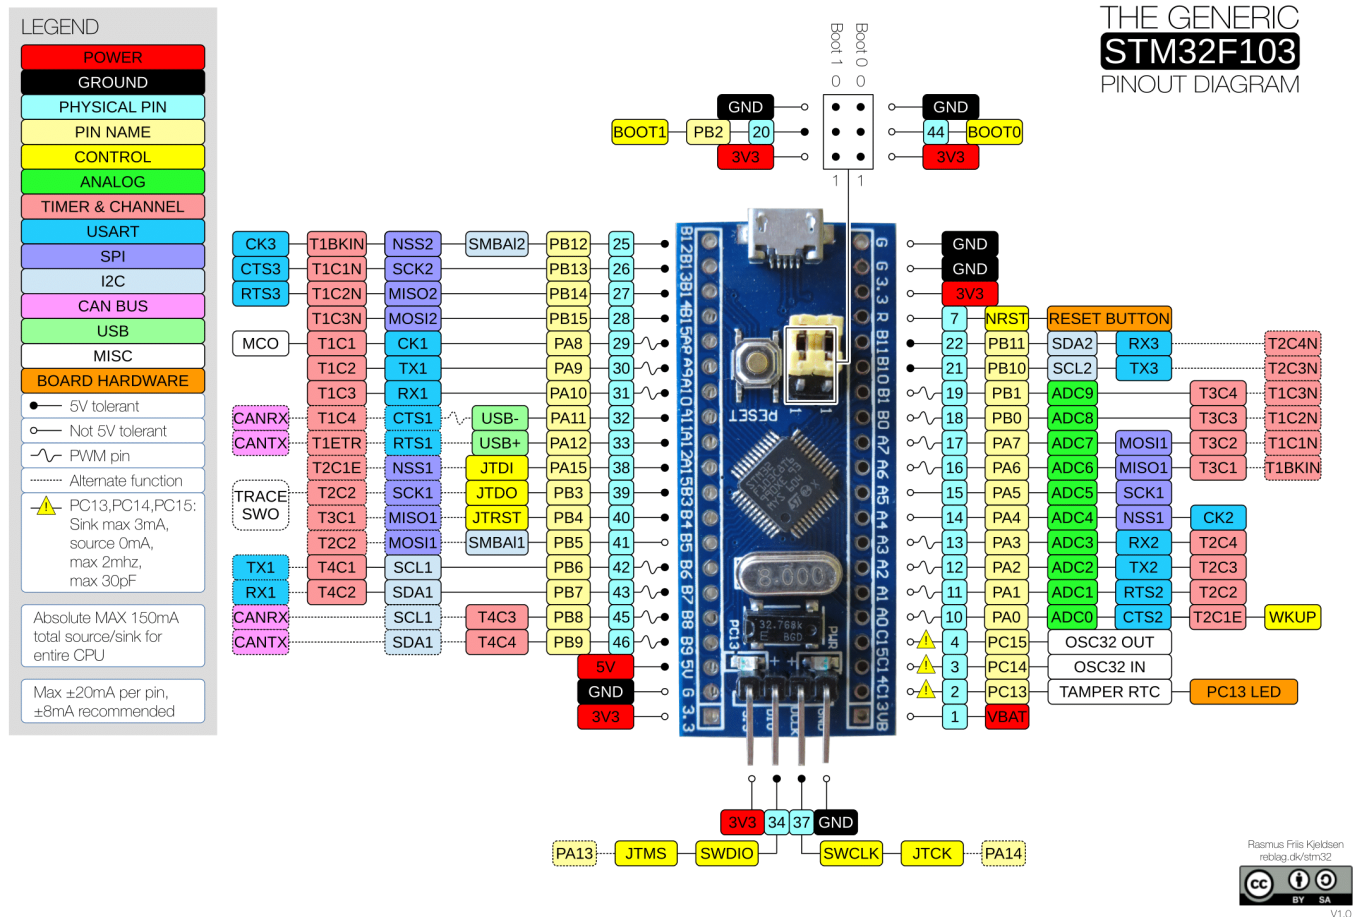 LEGEND
POWER
GROUND
PHYSICAL PIN
PIN NAME
CONTROL
ANALOG
TIMER & CHANNEL
USART
SPI
I2C
CAN BUS
USB
MISC
BOARD HARDWARE
5V tolerant
Not 5V tolerant
PWM pin
Alternate function
PC13,PC14,PC15:
Sink max 3mA,
source 0mA,
max 2mhz,
max 30pF
Absolute MAX 150mA
total source/sink for
entire CPU
Max ±20mA per pin,
±8mA recommended
THE GENERIC
STM32F103
PINOUT DIAGRAM
Boot 1 0
Boot 0 0
GND GND
BOOT1 PB2 20 44 BOOT0
3V3 3V3
1 1
CK3 T1BKIN NSS2 SMBAI2 PB12 25
CTS3 T1C1N SCK2 PB13 26
RTS3 T1C2N MISO2 PB14 27
T1C3N MOSI2 PB15 28
MCO T1C1 CK1 PA8 29
T1C2 TX1 PA9 30
T1C3 RX1 PA10 31
CANRX T1C4 CTS1 USB- PA11 32
CANTX T1ETR RTS1 USB+ PA12 33
T2C1E NSS1 JTDI PA15 38
TRACE SWO
T2C2 SCK1 JTDO PB3 39
T3C1 MISO1 JTRST PB4 40
T2C2 MOSI1 SMBAI1 PB5 41
TX1 T4C1 SCL1 PB6 42
RX1 T4C2 SDA1 PB7 43
CANRX SCL1 T4C3 PB8 45
CANTX SDA1 T4C4 PB9 46
5V
GND
3V3
B12 B13 B14 B15 A8 A9 A10 A11 A12 A15 B3 B4 B5 B6 B7 B8 B9 5V G 3.3
RESET
1 1
8.000
32.768k
E BGD
PC13
PWR
G G 3.3 R B11 B10 B1 B0 A7 A6 A5 A4 A3 A2 A1 A0 C15 C14 C13 VB
GND
GND
3V3
7 NRST RESET BUTTON
22 PB11 SDA2 RX3 T2C4N
21 PB10 SCL2 TX3 T2C3N
19 PB1 ADC9 T3C4 T1C3N
18 PB0 ADC8 T3C3 T1C2N
17 PA7 ADC7 MOSI1 T3C2 T1C1N
16 PA6 ADC6 MISO1 T3C1 T1BKIN
15 PA5 ADC5 SCK1
14 PA4 ADC4 NSS1 CK2
13 PA3 ADC3 RX2 T2C4
12 PA2 ADC2 TX2 T2C3
11 PA1 ADC1 RTS2 T2C2
10 PA0 ADC0 CTS2 T2C1E WKUP
4 PC15 OSC32 OUT
3 PC14 OSC32 IN
2 PC13 TAMPER RTC PC13 LED
1 VBAT
3V3 34 37 GND
PA13 JTMS SWDIO SWCLK JTCK PA14
Rasmus Friis Kjeldsen
reblag.dk/stm32
cc BY SA
V1.0